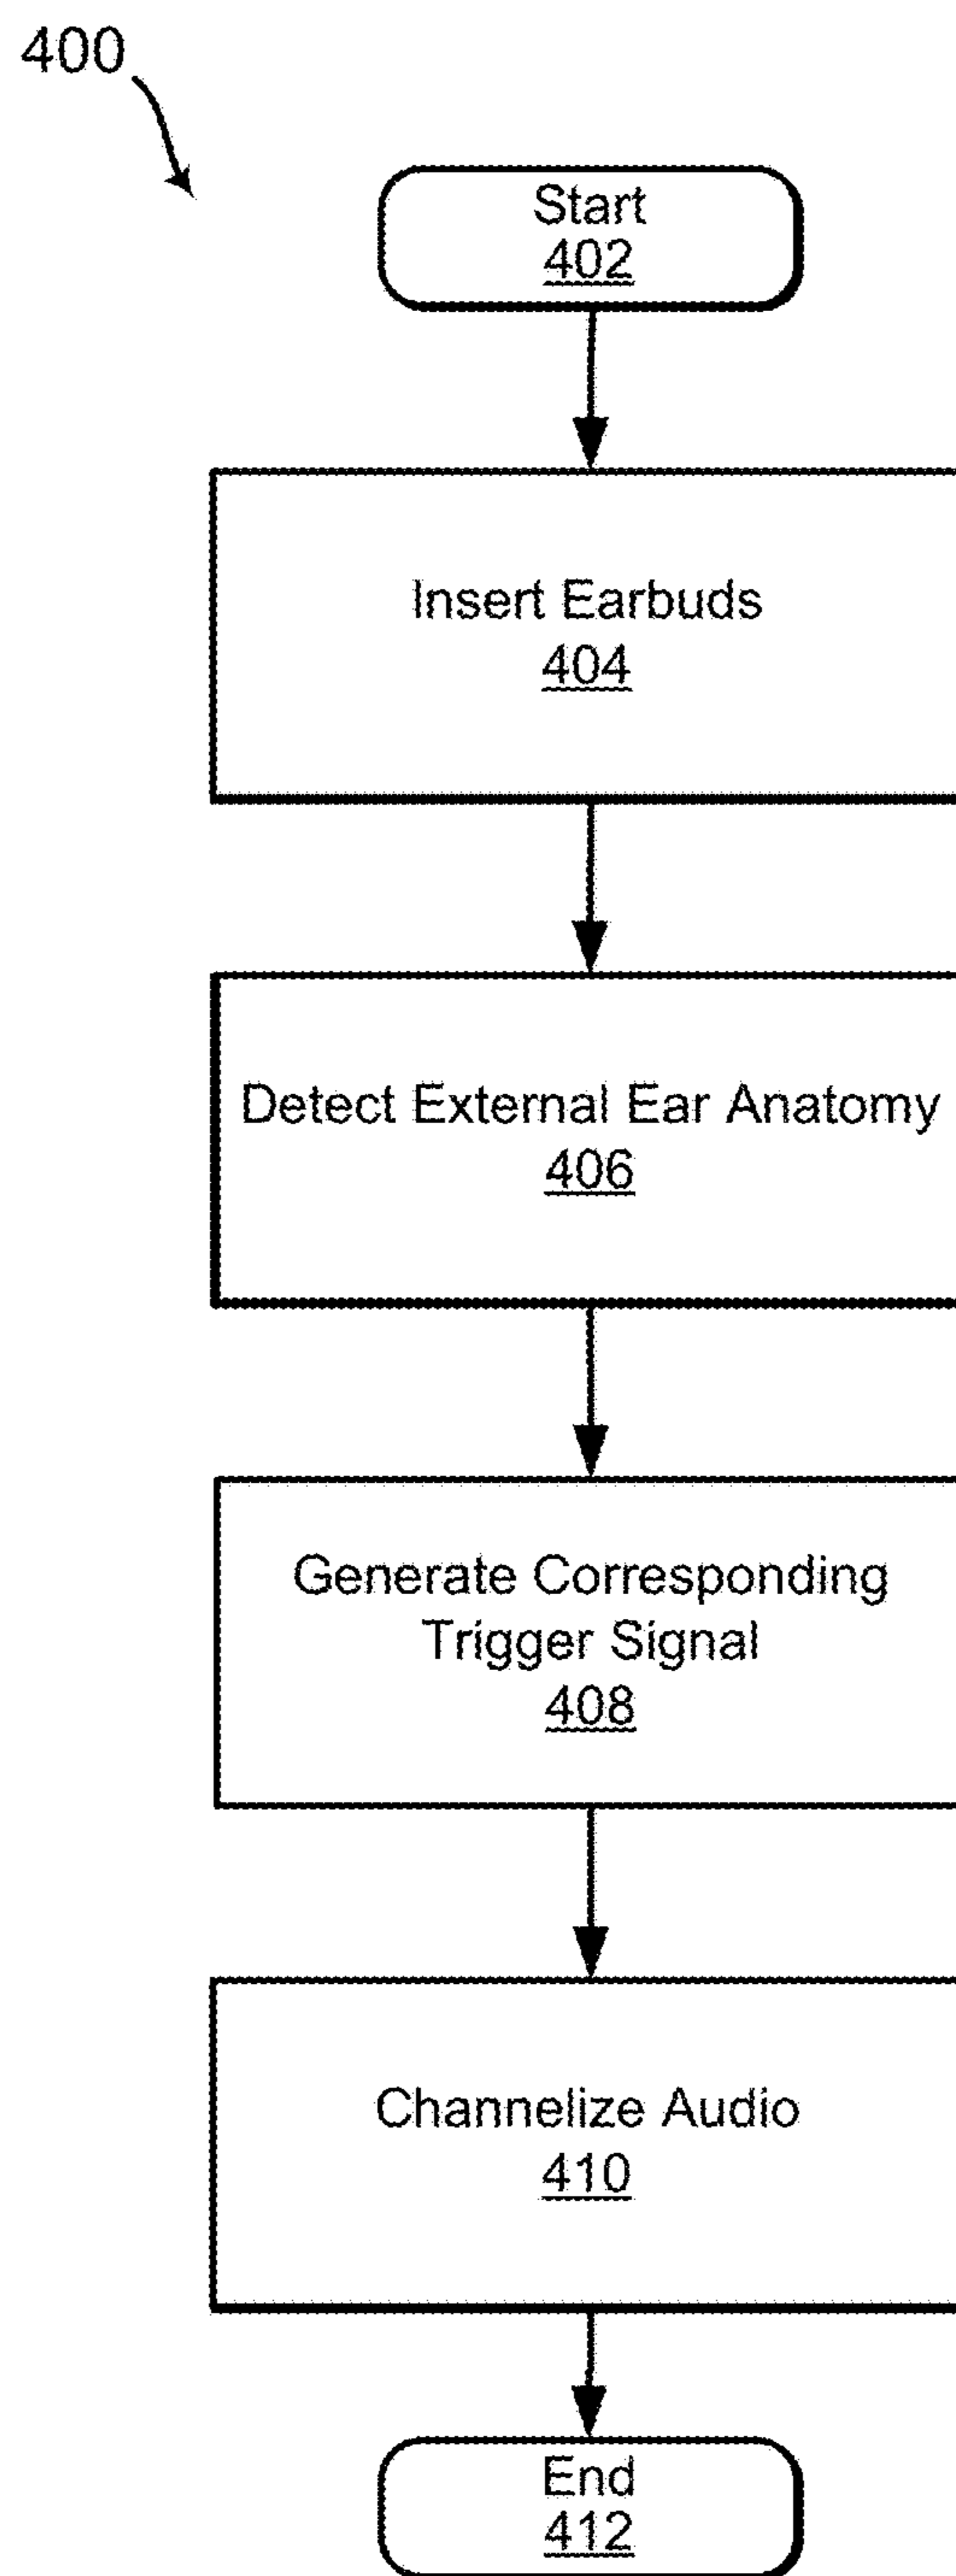 400
Start
402
Insert Earbuds
404
Detect External Ear Anatomy
406
Generate Corresponding
Trigger Signal
408
Channelize Audio
410
End
412